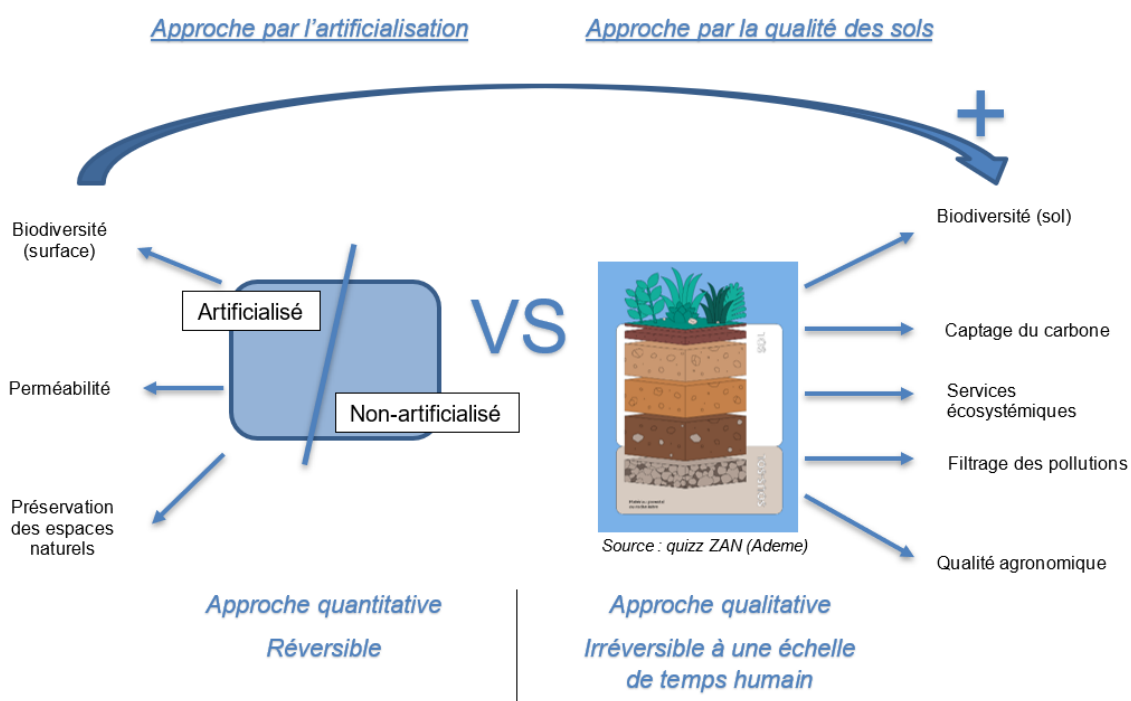 Approche par l'artificialisation
Approche par la qualité des sols
+
Biodiversité
(surface)
Perméabilité
Préservation
des espaces
naturels
Artificialisé
Non-artificialisé
VS
SOL
Source : quizz ZAN (Ademe)
Biodiversité (sol)
Captage du carbone
Services
écosystémiques
Filtrage des pollutions
Qualité agronomique
Approche quantitative
Réversible
Approche qualitative
Irréversible à une échelle
de temps humain